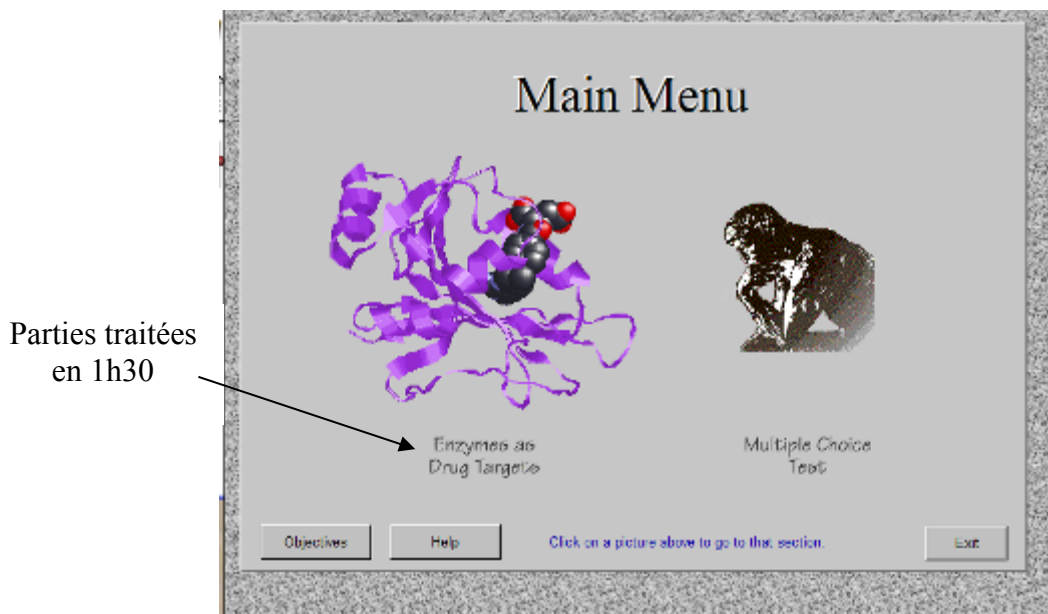 Main Menu
Parties traitées
en 1h30
Enzymes as
Drug Targets
Multiple Choice
Test
Objectives
Help
Click on a picture above to go to that section.
Exit